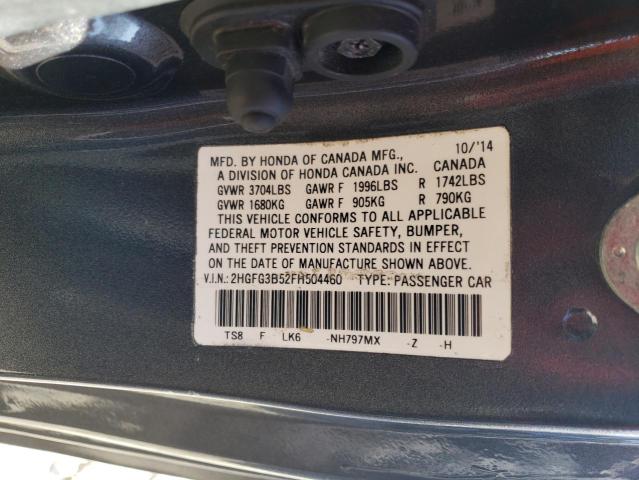 10/'14
MFD. BY HONDA OF CANADA MFG., CANADA
A DIVISION OF HONDA CANADA INC.
GVWR 3704LBS GAWR F 1996LBS R 1742LBS
GVWR 1680KG GAWR F 905KG R 790KG
THIS VEHICLE CONFORMS TO ALL APPLICABLE
FEDERAL MOTOR VEHICLE SAFETY, BUMPER,
AND THEFT PREVENTION STANDARDS IN EFFECT
ON THE DATE OF MANUFACTURE SHOWN ABOVE.
V.I.N.: 2HGFG3B52FH504460 TYPE: PASSENGER CAR
TS8 F LK6 -NH797MX -Z -H